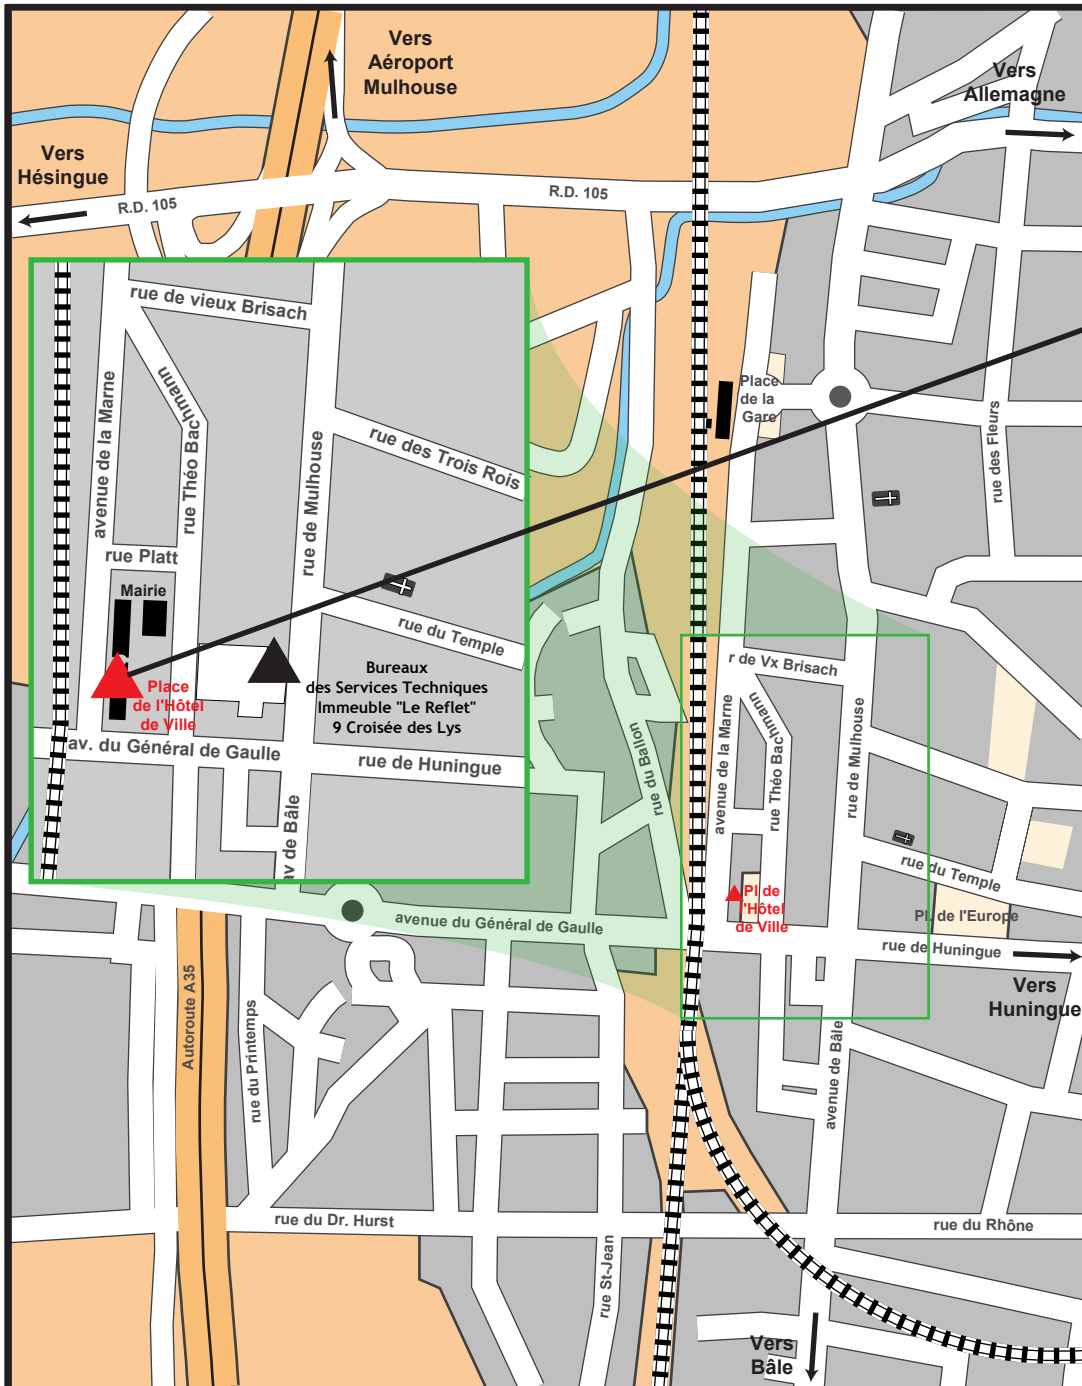 Vers
Aéroport
Mulhouse
Vers
Allemagne
Vers
Hésingue
R.D. 105
R.D. 105
rue de vieux Brisach
avenue de la Marne
rue Théo Bachmann
rue de Mulhouse
rue des Trois Rois
rue Platt
Mairie
rue du Temple
Place
de l'Hôtel
de Ville
Bureaux
des Services Techniques
Immeuble "Le Reflet"
9 Croisée des Lys
av. du Général de Gaulle
rue de Huningue
av de Bâle
Place
de la
Gare
rue des Fleurs
r de Vx Brisach
avenue de la Marne
rue Théo Bachmann
rue de Mulhouse
rue du Ballon
rue du Temple
Pl de
l'Hôtel
de Ville
Pl. de l'Europe
avenue du Général de Gaulle
rue de Huningue
Vers
Huningue
Autoroute A35
rue du Printemps
avenue de Bâle
rue du Dr. Hurst
rue du Rhône
rue St-Jean
Vers
Bâle